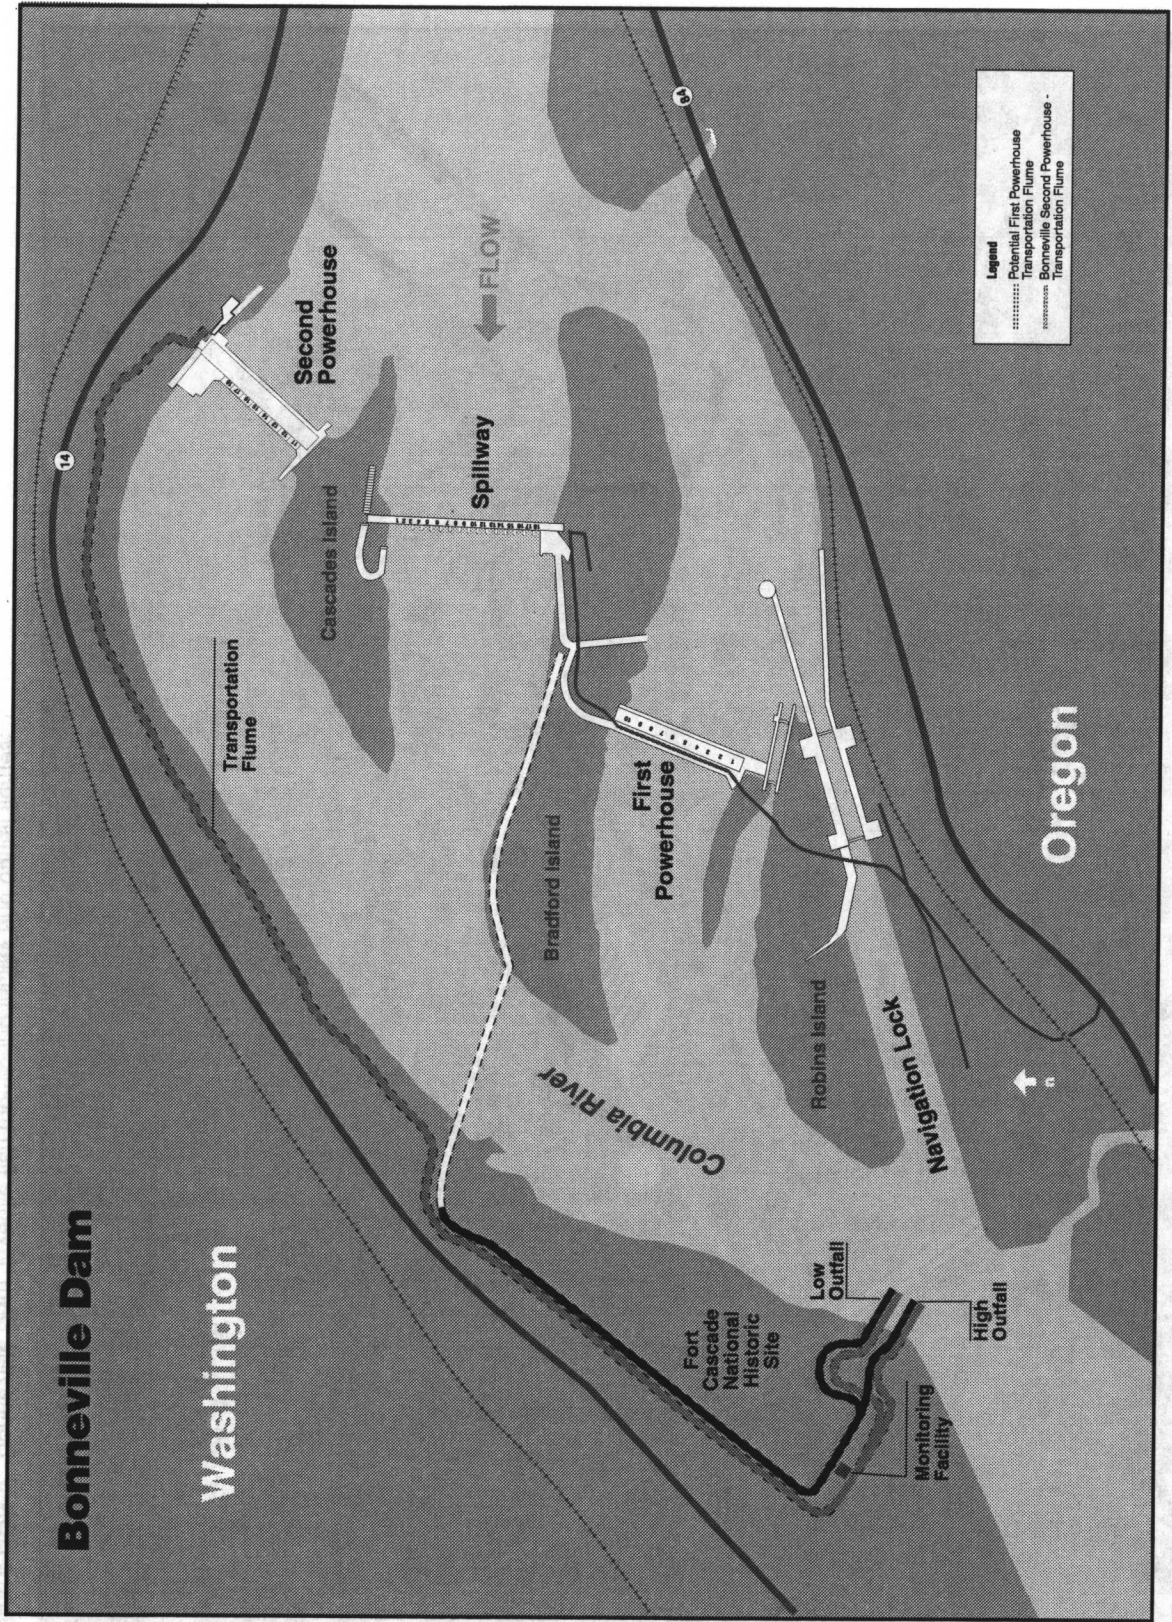 Bonneville Dam
Washington
14
Transportation
Flume
Second
Powerhouse
FLOW
Cascades Island
Spillway
Bradford Island
First
Powerhouse
Columbia River
Robins Island
Navigation Lock
Fort
Cascade
National
Historic
Site
Low
Outfall
High
Outfall
Monitoring
Facility
Oregon
n
Legend
Potential First Powerhouse
Transportation Flume
Bonneville Second Powerhouse -
Transportation Flume